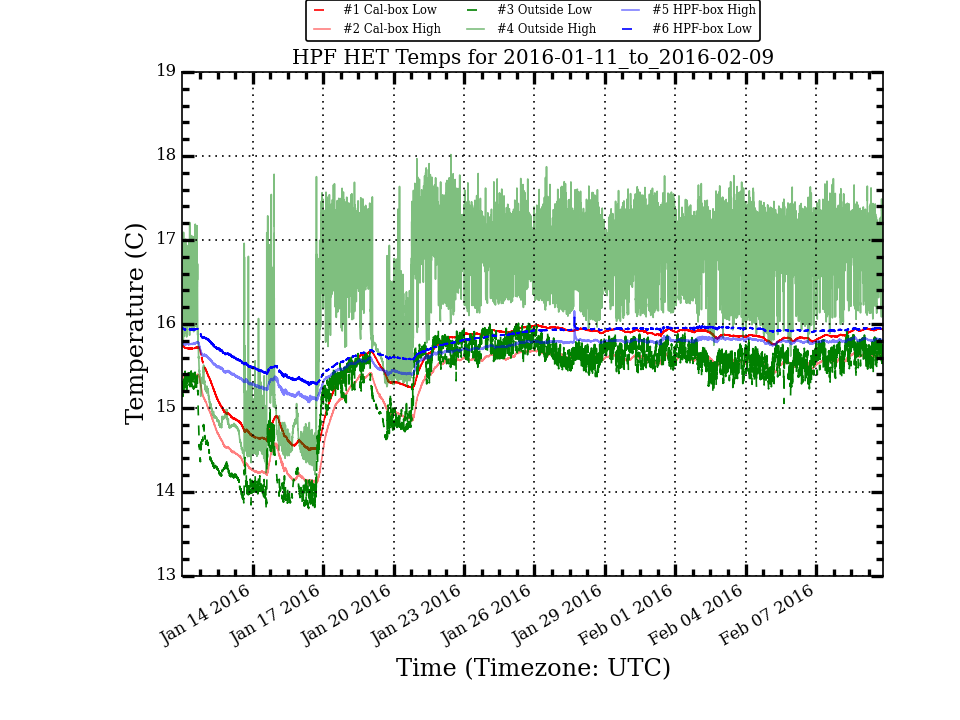 #1 Cal-box Low #3 Outside Low #5 HPF-box High
#2 Cal-box High #4 Outside High #6 HPF-box Low
HPF HET Temps for 2016-01-11_to_2016-02-09
19
18
17
16
15
14
13
Temperature (C)
Jan 14 2016 Jan 17 2016 Jan 20 2016 Jan 23 2016 Jan 26 2016 Jan 29 2016 Feb 01 2016 Feb 04 2016 Feb 07 2016
Time (Timezone: UTC)